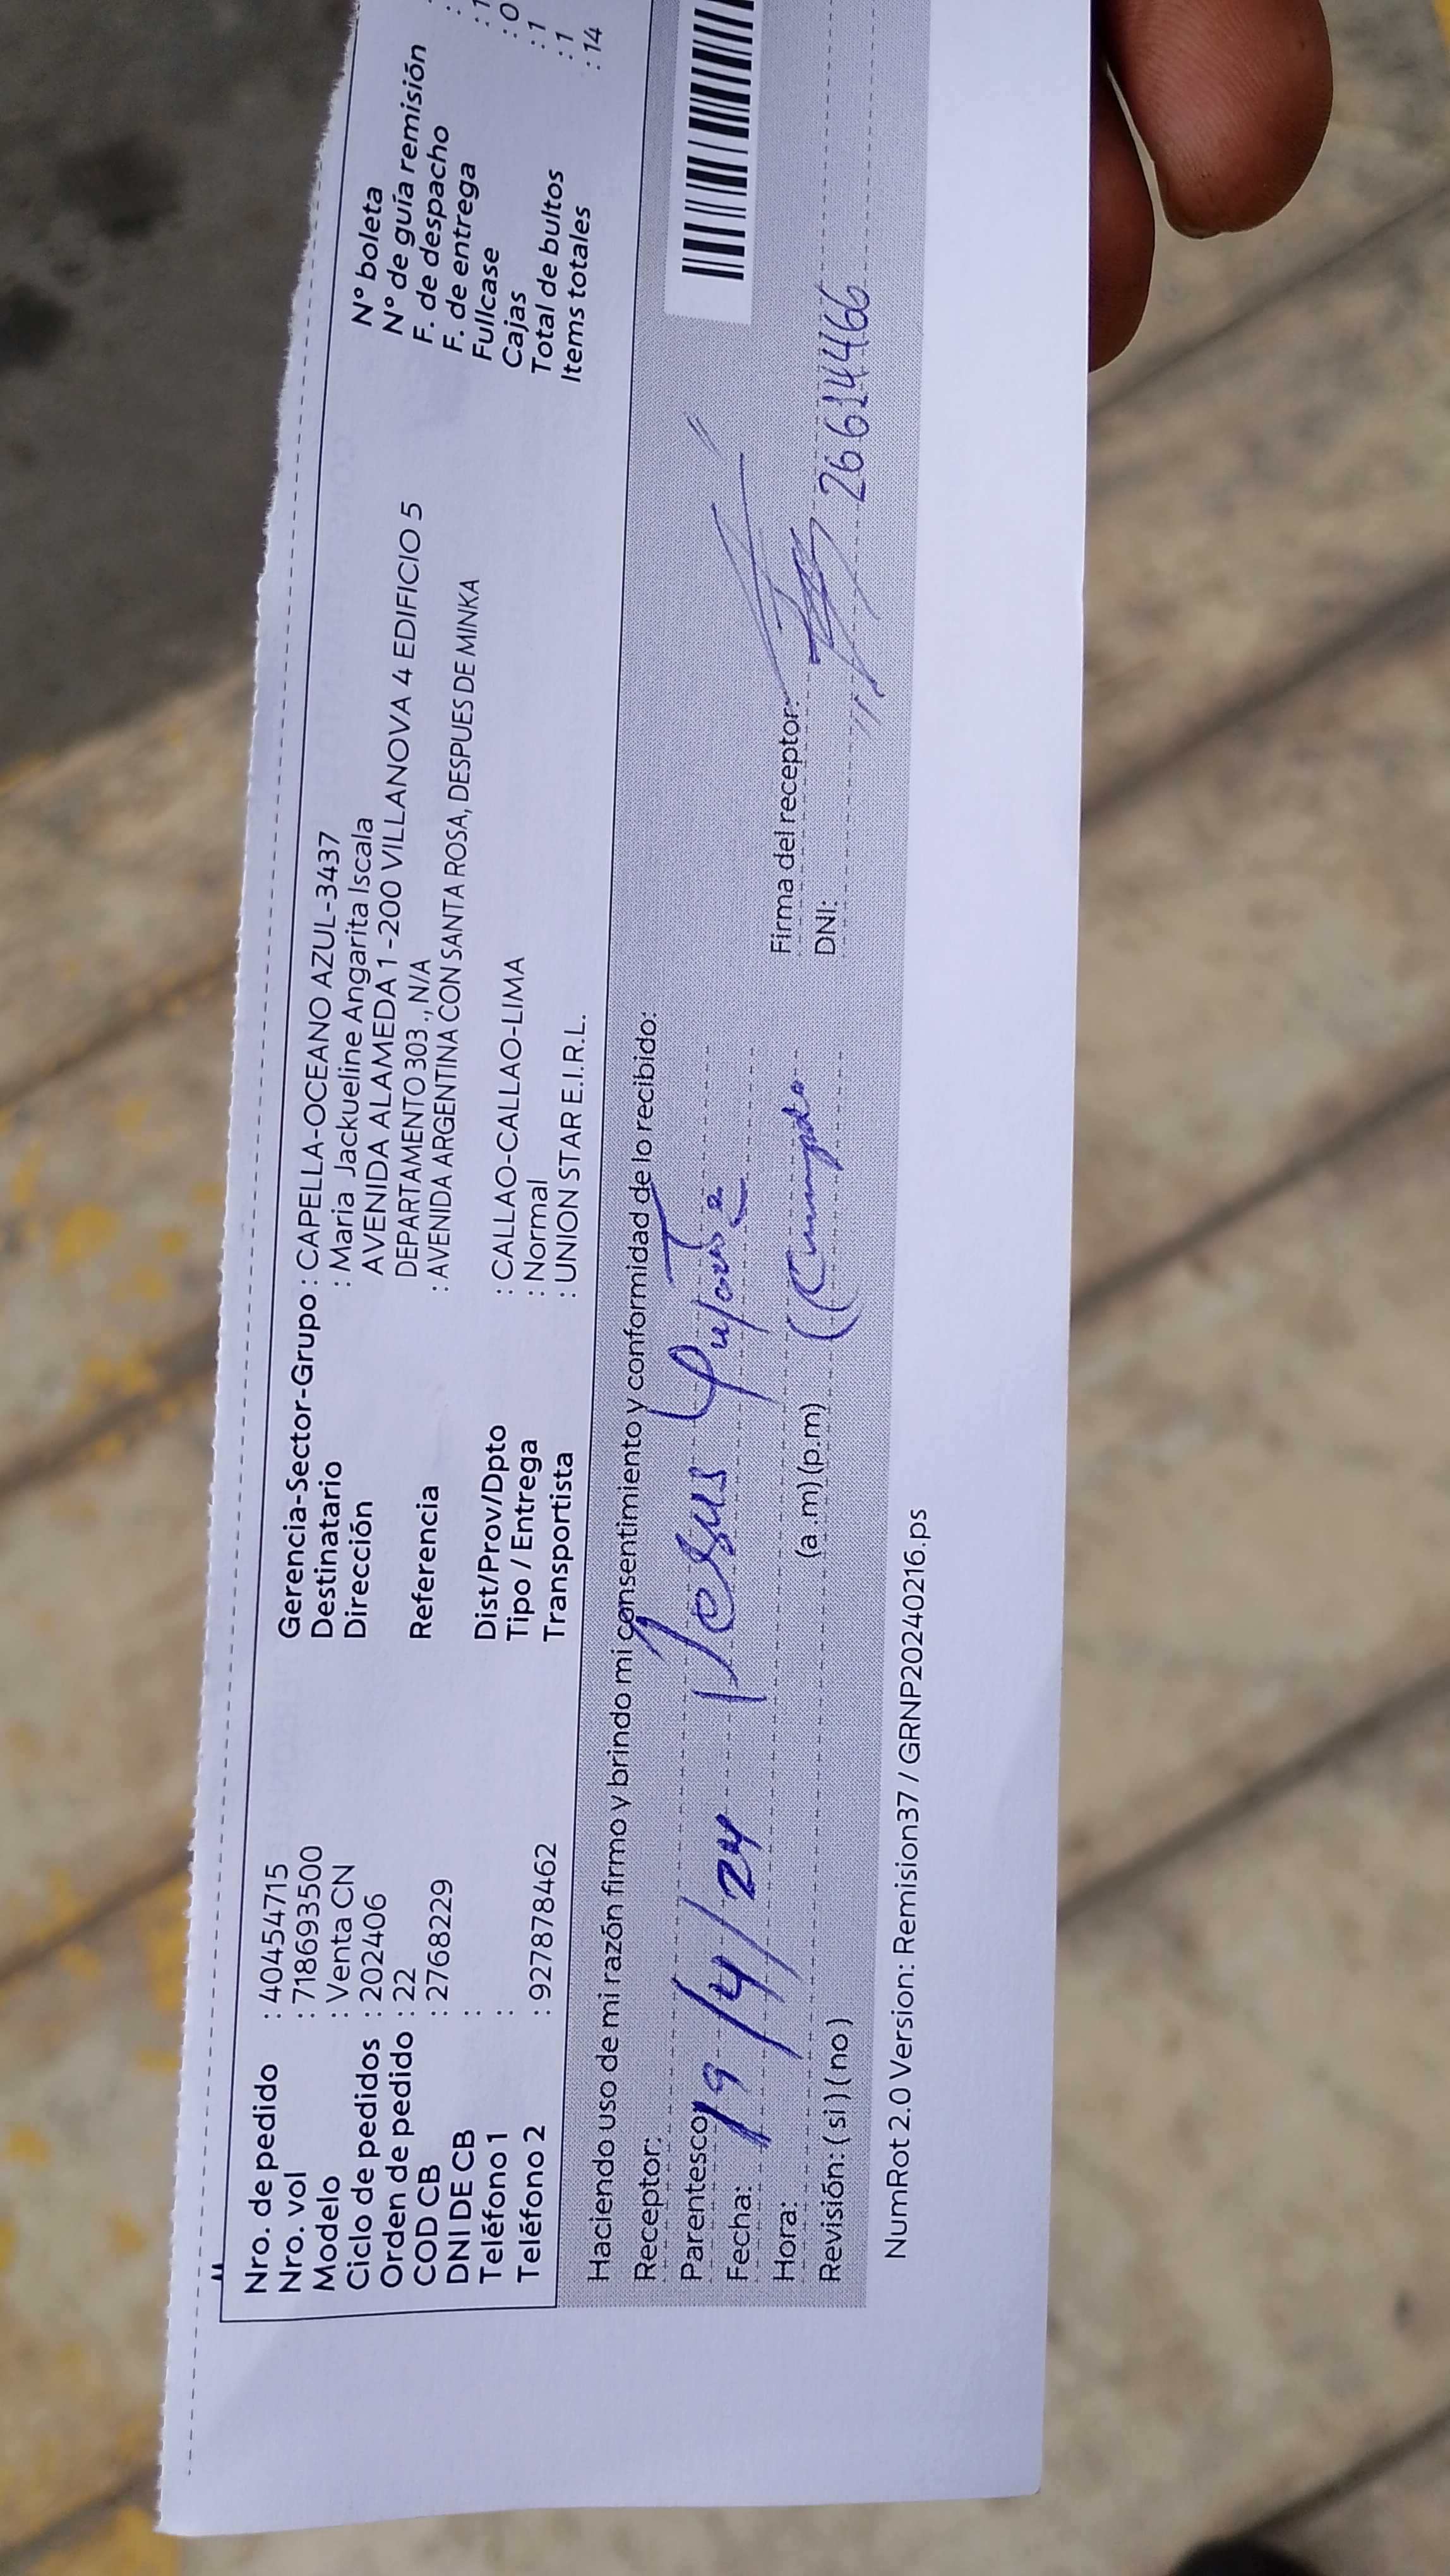 Nro. de pedido : 40454715
Nro. vol : 718693500
Modelo : Venta CN
Ciclo de pedidos : 202406
Orden de pedido : 22
COD CB : 2768229
DNI DE CB :
Teléfono 1 :
Teléfono 2 : 927878462
Gerencia-Sector-Grupo : CAPELLA-OCEANO AZUL-3437
Destinatario : Maria Jackueline Angarita Iscala
Dirección AVENIDA ALAMEDA 1 -200 VILLANOVA 4 EDIFICIO 5
DEPARTAMENTO 303 ., N/A
Referencia : AVENIDA ARGENTINA CON SANTA ROSA, DESPUES DE MINKA
Dist/Prov/Dpto : CALLAO-CALLAO-LIMA
Tipo / Entrega : Normal
Transportista : UNION STAR E.I.R.L.
N° boleta
N° de guía remisión
F. de despacho
F. de entrega
Fullcase : 0
Cajas : 1
Total de bultos : 1
Items totales : 14
Haciendo uso de mi razón firmo y brindo mi consentimiento y conformidad de lo recibido:
Receptor: Jesus
Parentesco:
Fecha: 19/4/24
Hora: (a .m) (p.m)
Revisión: ( si ) ( no )
Firma del receptor:
DNI: 26614466
NumRot 2.0 Version: Remision37 / GRNP20240216.ps